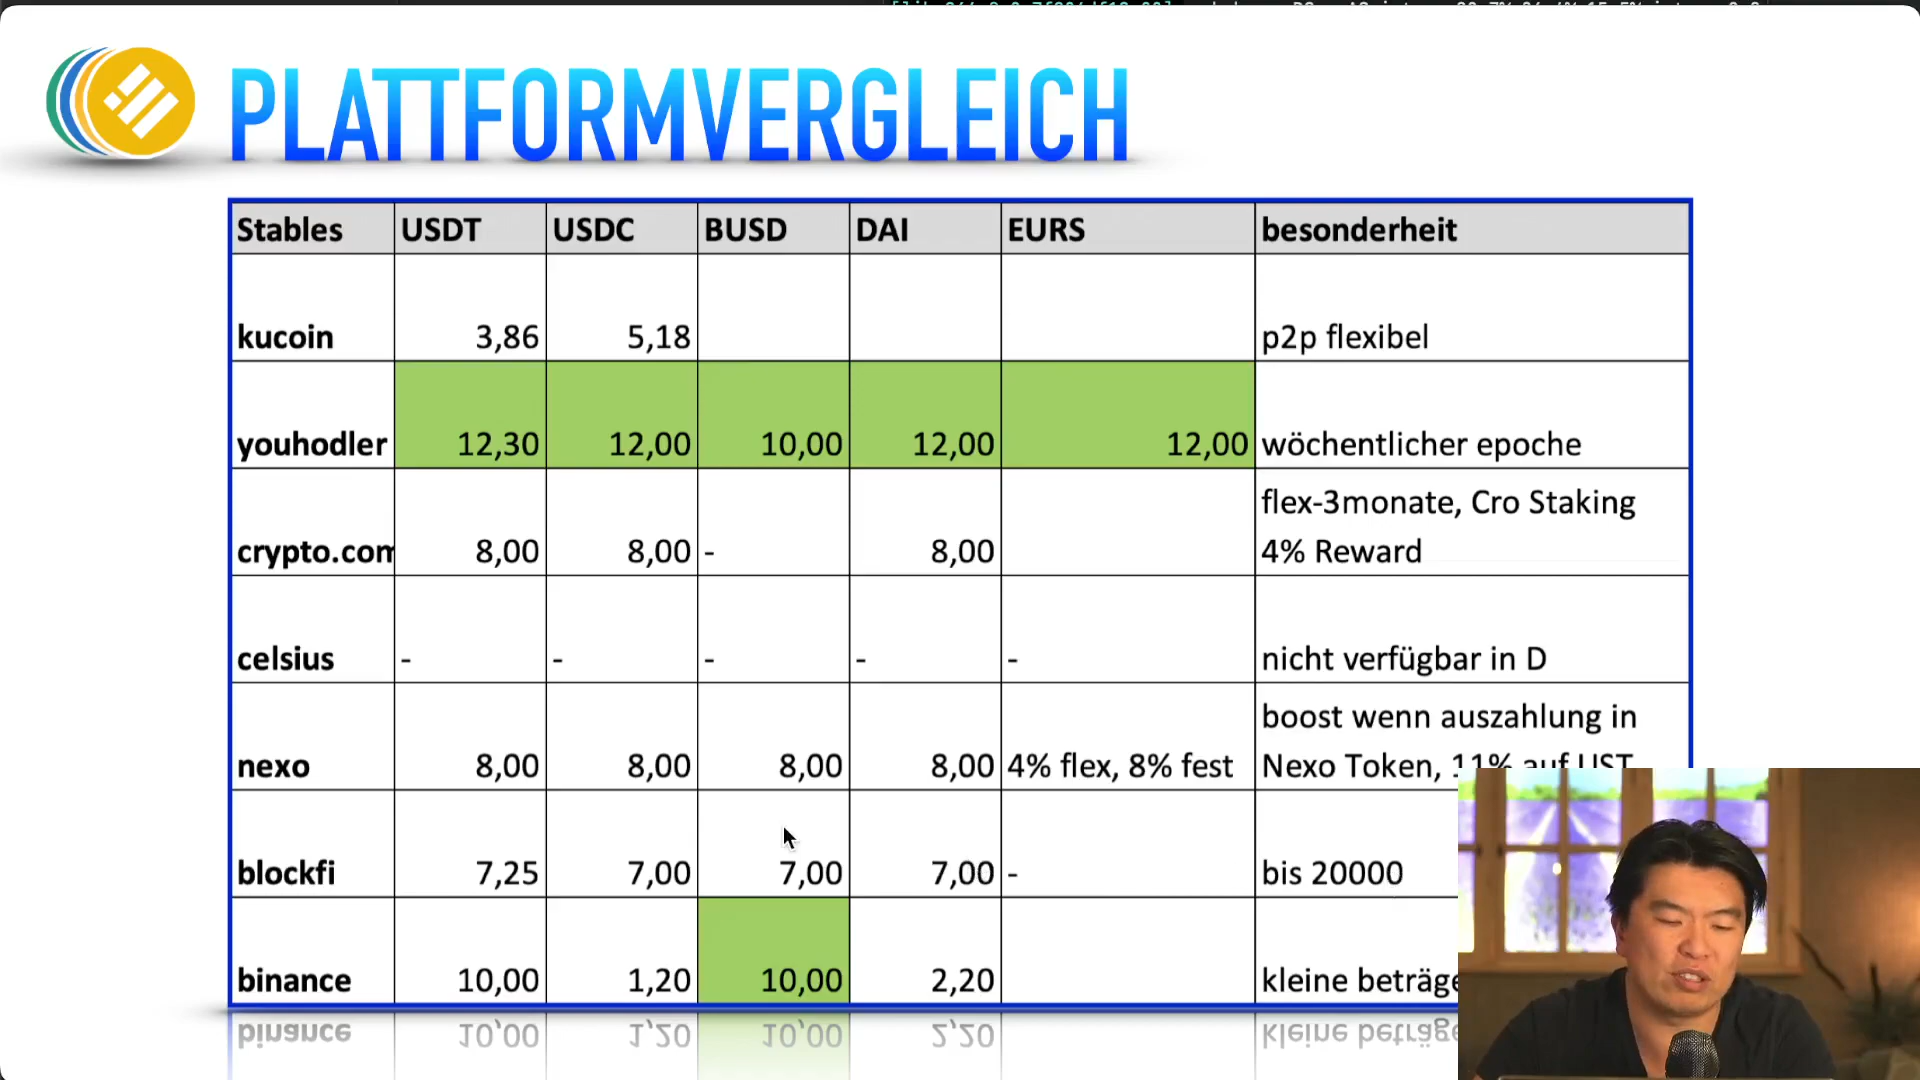 PLATTFORMVERGLEICH
Stables USDT USDC BUSD DAI EURS besonderheit
kucoin 3,86 5,18 p2p flexibel
youhodler 12,30 12,00 10,00 12,00 12,00 wöchentlicher epoche
flex-3monate, Cro Staking
crypto.com 8,00 8,00 - 8,00 4% Reward
celsius - - - - - nicht verfügbar in D
boost wenn auszahlung in
nexo 8,00 8,00 8,00 8,00 4% flex, 8% fest Nexo Token, 11% auf UST
blockfi 7,25 7,00 7,00 7,00 - bis 20000
binance 10,00 1,20 10,00 2,20 kleine beträge